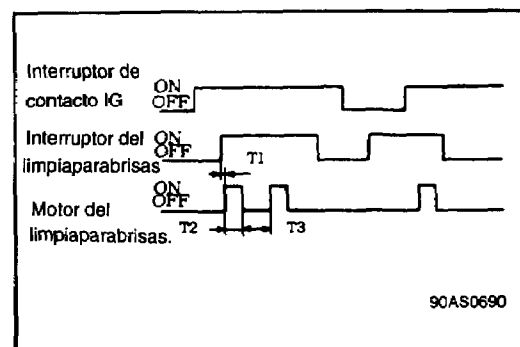 Interruptor de
contacto IG
ON
OFF
Interruptor del
limpiaparabrisas
ON
OFF
T1
Motor del
limpiaparabrisas.
ON
OFF
T2
T3
90AS0690